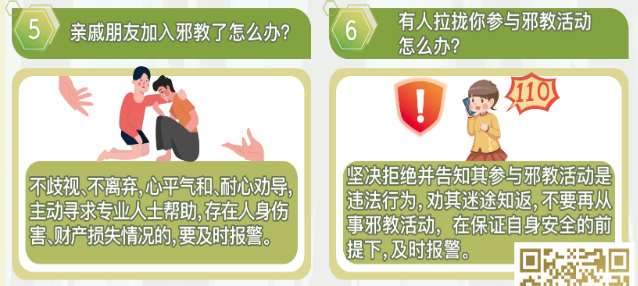 5
亲戚朋友加入邪教了怎么办?
不歧视、不离弃,心平气和、耐心劝导,
主动寻求专业人士帮助,存在人身伤
害、财产损失情况的,要及时报警。
6
有人拉拢你参与邪教活动
怎么办?
110
坚决拒绝并告知其参与邪教活动是
违法行为,劝其迷途知返,不要再从
事邪教活动，在保证自身安全的前
提下,及时报警。